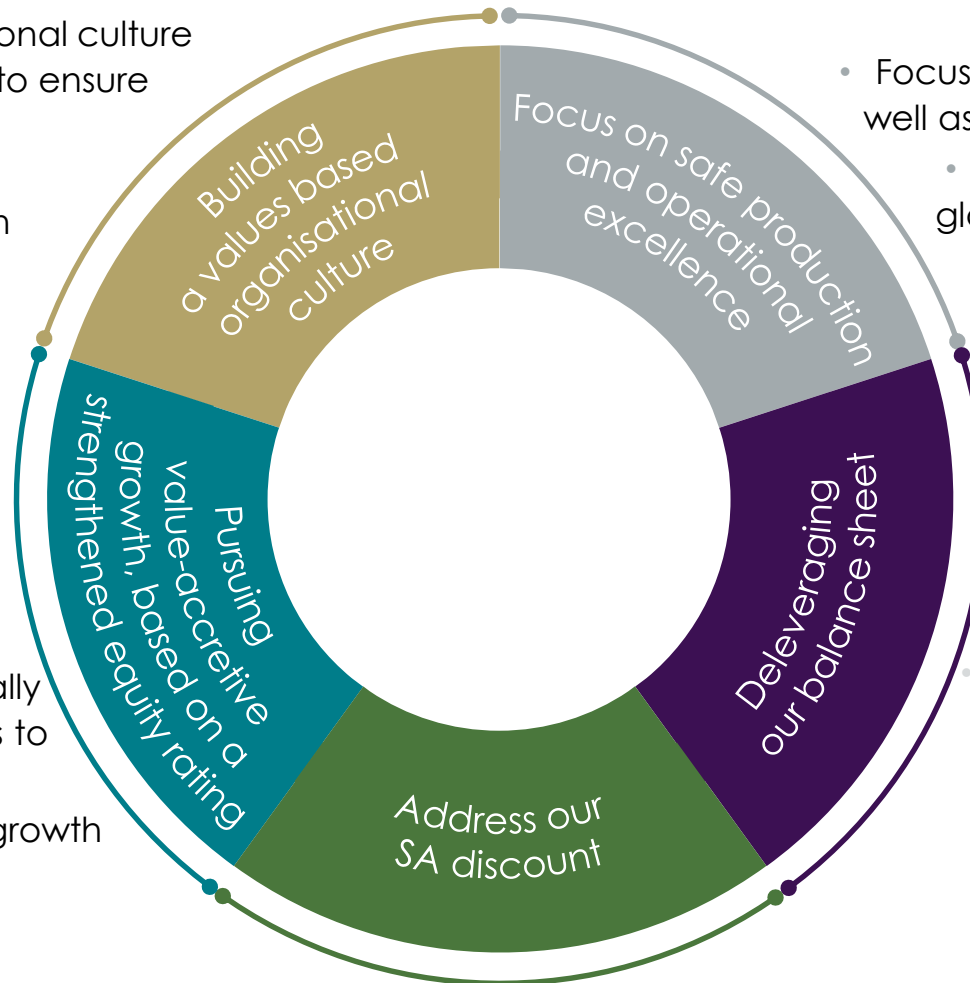 onal culture
to ensure
Focus
well as
glo
Building
a values based
organisational
culture
Focus on safe production
and operational
excellence
Pursuing
value-accretive
growth, based on a
strengthened equity rating
Deleveraging
our balance sheet
ally
s to
growth
Address our
SA discount